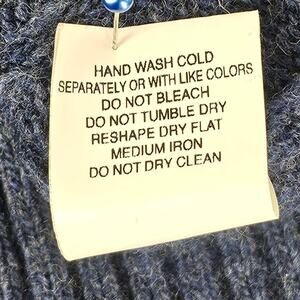 HAND WASH COLD
SEPARATELY OR WITH LIKE COLORS
DO NOT BLEACH
DO NOT TUMBLE DRY
RESHAPE DRY FLAT
MEDIUM IRON
DO NOT DRY CLEAN